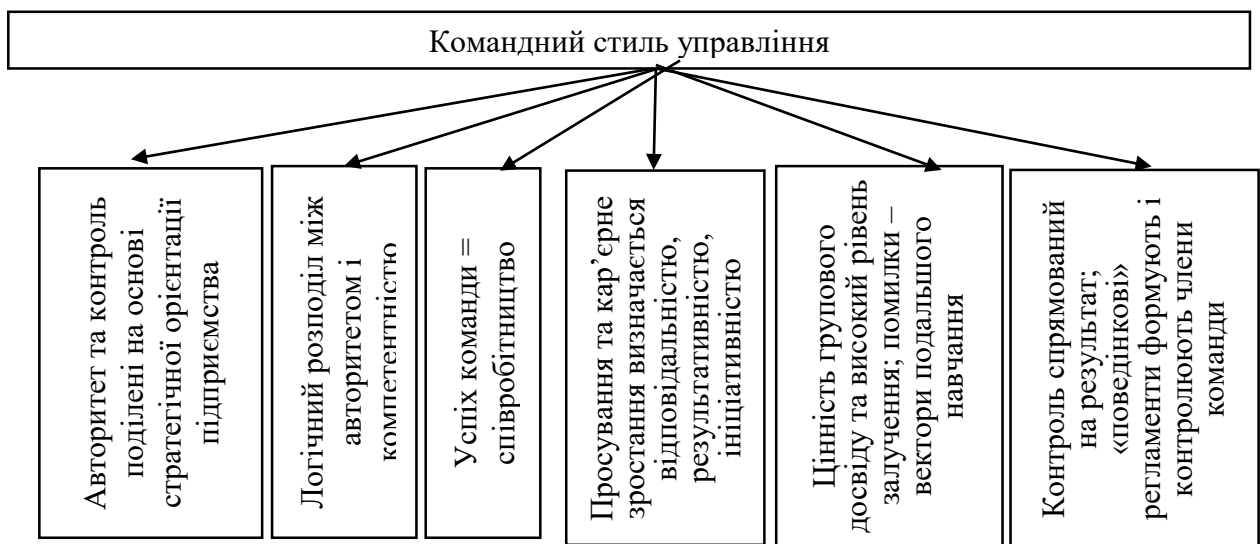 Командний стиль управління
Авторитет та контроль
поділені на основі
стратегічної орієнтації
підприємства
Логічний розподіл між
авторитетом і
компетентністю
Успіх команди =
співробітництво
Просування та кар’єрне
зростання визначається
відповідальністю,
результативністю,
ініціативністю
Цінність групового
досвіду та високий рівень
залучення; помилки –
вектори подальшого
навчання
Контроль спрямований
на результат;
«поведінкові»
регламенти формують і
контролюють члени
команди